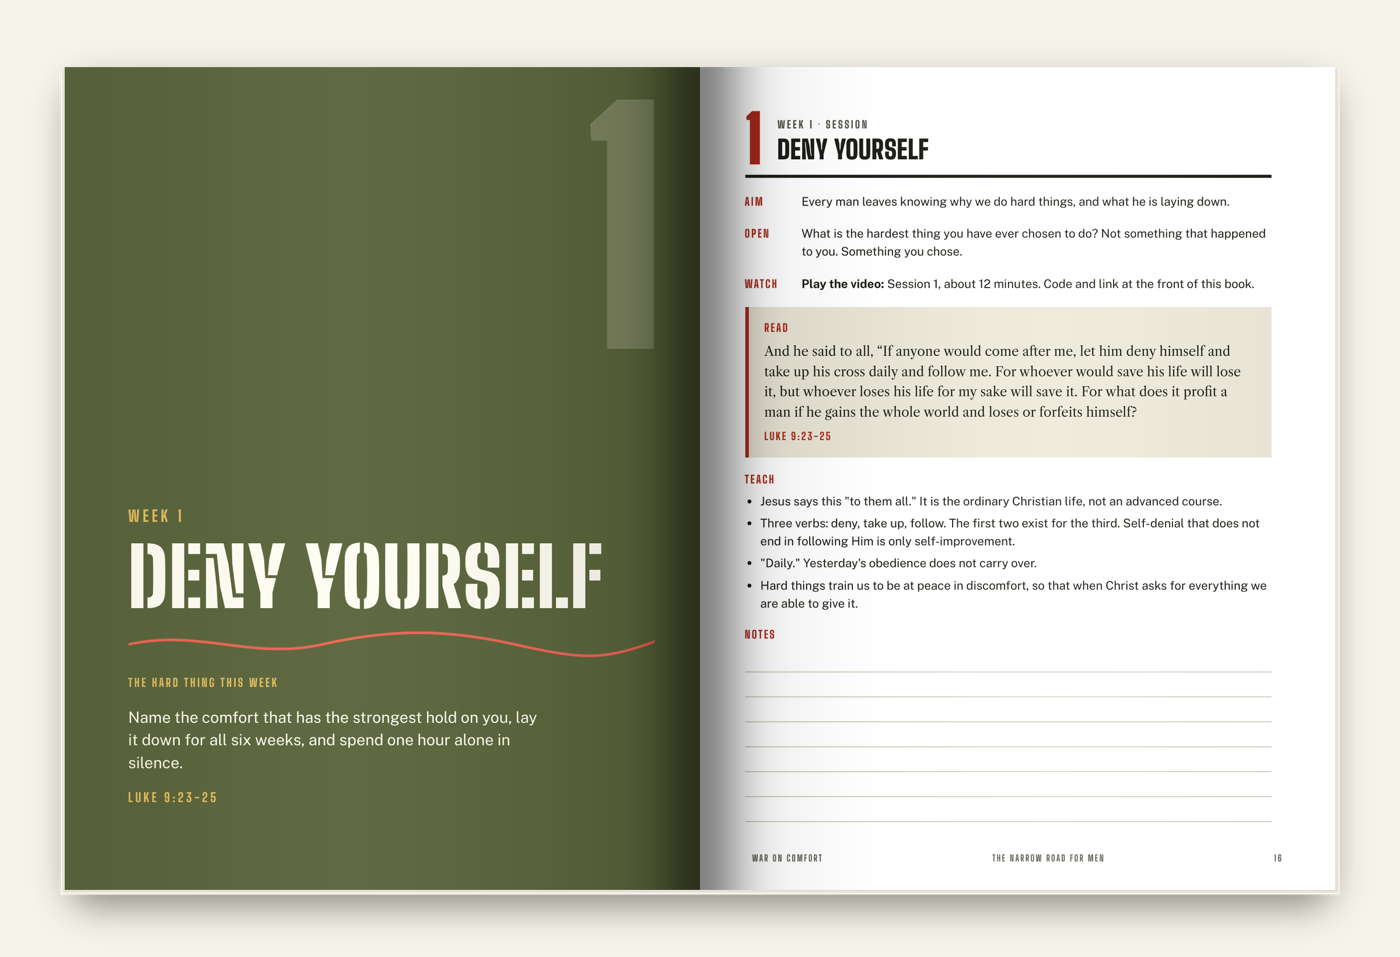 1
WEEK 1
DENY YOURSELF
THE HARD THING THIS WEEK
Name the comfort that has the strongest hold on you, lay
it down for all six weeks, and spend one hour alone in
silence.
LUKE 9:23–25
1
WEEK 1 · SESSION
DENY YOURSELF
AIM
Every man leaves knowing why we do hard things, and what he is laying down.
OPEN
What is the hardest thing you have ever chosen to do? Not something that happened
to you. Something you chose.
WATCH
Play the video: Session 1, about 12 minutes. Code and link at the front of this book.
READ
And he said to all, “If anyone would come after me, let him deny himself and
take up his cross daily and follow me. For whoever would save his life will lose
it, but whoever loses his life for my sake will save it. For what does it profit a
man if he gains the whole world and loses or forfeits himself?
LUKE 9:23–25
TEACH
• Jesus says this "to them all." It is the ordinary Christian life, not an advanced course.
• Three verbs: deny, take up, follow. The first two exist for the third. Self-denial that does not
end in following Him is only self-improvement.
• "Daily." Yesterday's obedience does not carry over.
• Hard things train us to be at peace in discomfort, so that when Christ asks for everything we
are able to give it.
NOTES
WAR ON COMFORT
THE NARROW ROAD FOR MEN
16